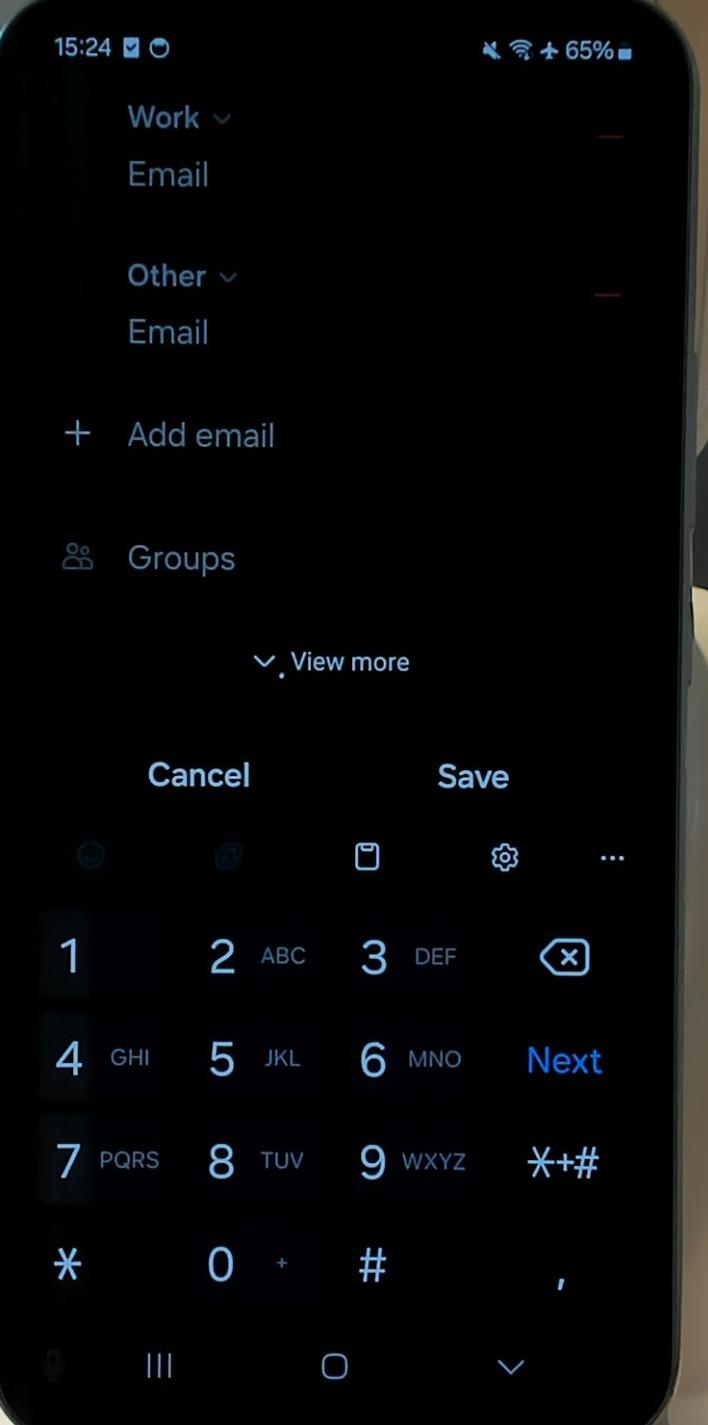 15:24 65%
Work
Email
Other
Email
+ Add email
Groups
View more
Cancel Save
1 2 ABC 3 DEF
4 GHI 5 JKL 6 MNO Next
7 PQRS 8 TUV 9 WXYZ *+#
* 0 + # ,